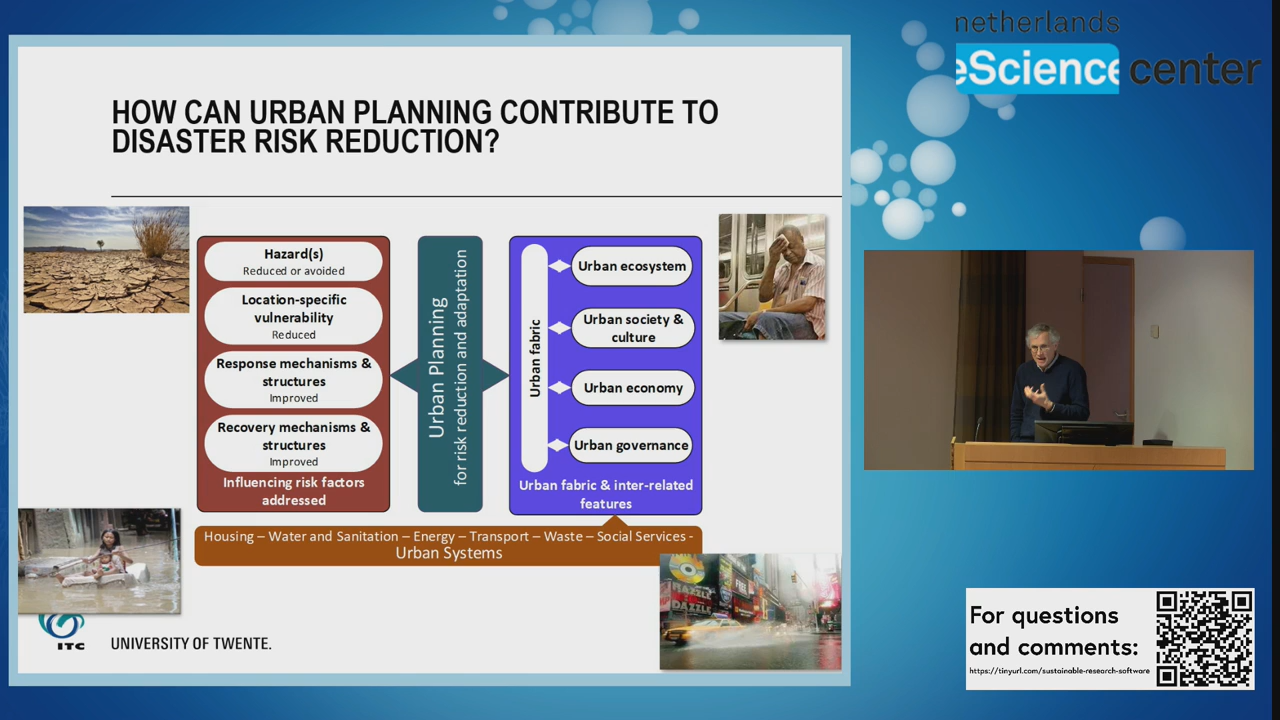 HOW CAN URBAN PLANNING CONTRIBUTE TO
DISASTER RISK REDUCTION?
Hazard(s)
Reduced or avoided
Location-specific
vulnerability
Reduced
Response mechanisms &
structures
Improved
Recovery mechanisms &
structures
Improved
Influencing risk factors
addressed
Urban Planning
for risk reduction and adaptation
Urban fabric
Urban ecosystem
Urban society &
culture
Urban economy
Urban governance
Urban fabric & inter-related
features
Housing – Water and Sanitation – Energy – Transport – Waste – Social Services -
Urban Systems
RAZZLE
DAZZLE
FREE
ITC
UNIVERSITY OF TWENTE.
netherlands
eScience center
For questions
and comments:
https://tinyurl.com/sustainable-research-software